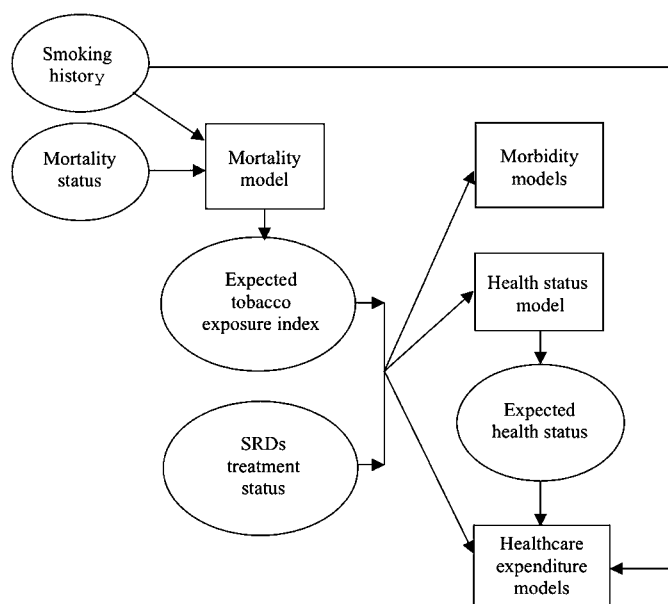 Smoking
history
Mortality
status
Mortality
model
Morbidity
models
Expected
tobacco
exposure index
Health status
model
Expected
health status
SRDs
treatment
status
Healthcare
expenditure
models